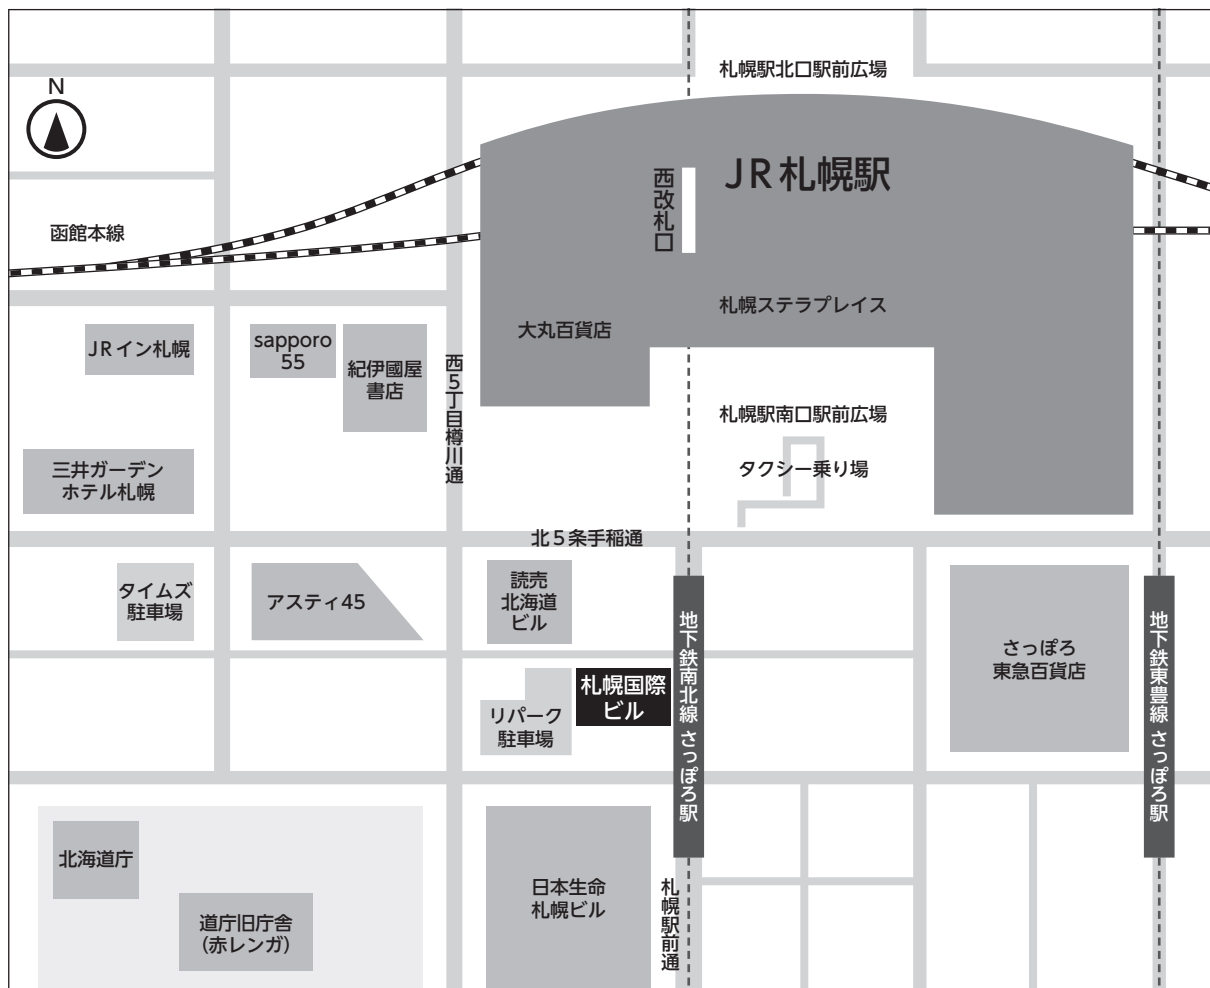 札幌駅北口駅前広場
N
JR札幌駅
西改札口
函館本線
札幌ステラプレイス
大丸百貨店
JRイン札幌
sapporo
55
紀伊國屋
書店
西5丁目樽川通
札幌駅南口駅前広場
タクシー乗り場
三井ガーデン
ホテル札幌
北5条手稲通
タイムズ
駐車場
アスティ45
読売
北海道
ビル
地下鉄南北線 さっぽろ駅
さっぽろ
東急百貨店
地下鉄東豊線 さっぽろ駅
札幌国際
ビル
リパーク
駐車場
北海道庁
道庁旧庁舎
(赤レンガ)
日本生命
札幌ビル
札幌駅前通